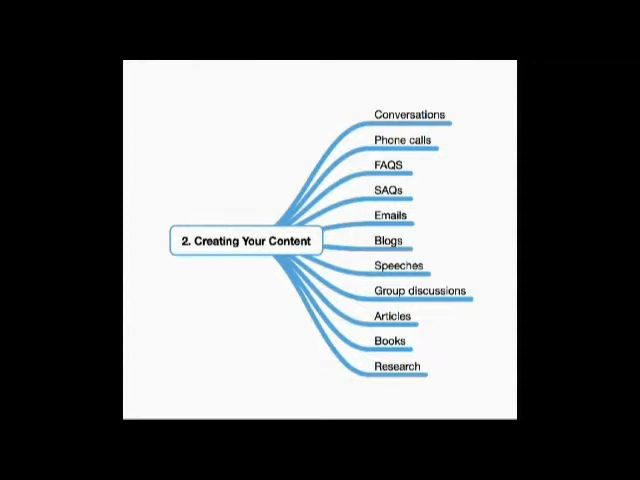 Conversations
Phone calls
FAQS
SAQs
Emails
2. Creating Your Content
Blogs
Speeches
Group discussions
Articles
Books
Research